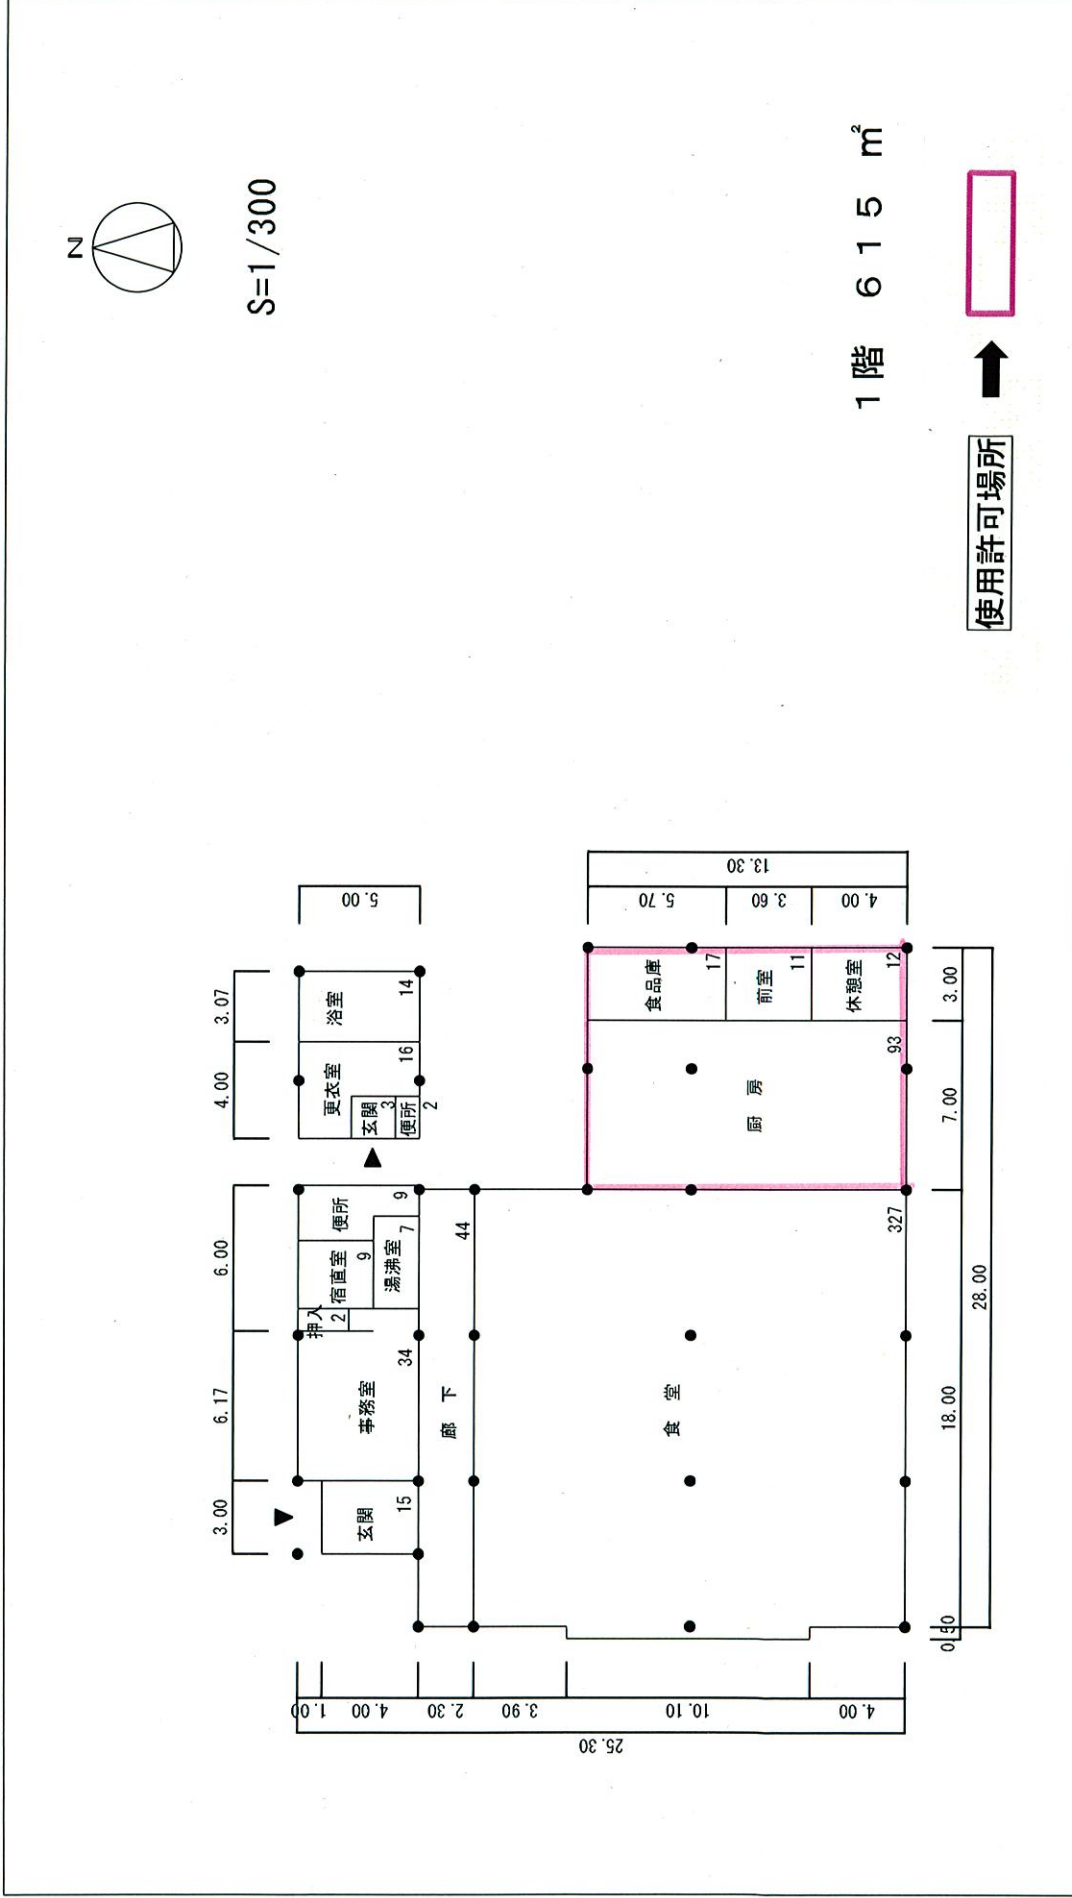 N
S=1/300
1階 615 ㎡
使用許可場所
3.00
6.17
6.00
4.00
3.07
5.00
玄関
15
事務室
34
押入
2
宿直室
9
湯沸室
7
便所
9
更衣室
16
玄関
3
便所
2
浴室
14
廊下
44
食堂
327
厨房
93
食品庫
17
前室
11
休憩室
12
5.70
3.60
4.00
13.30
1.00
4.00
2.30
3.90
10.10
4.00
25.30
0.50
18.00
7.00
3.00
28.00